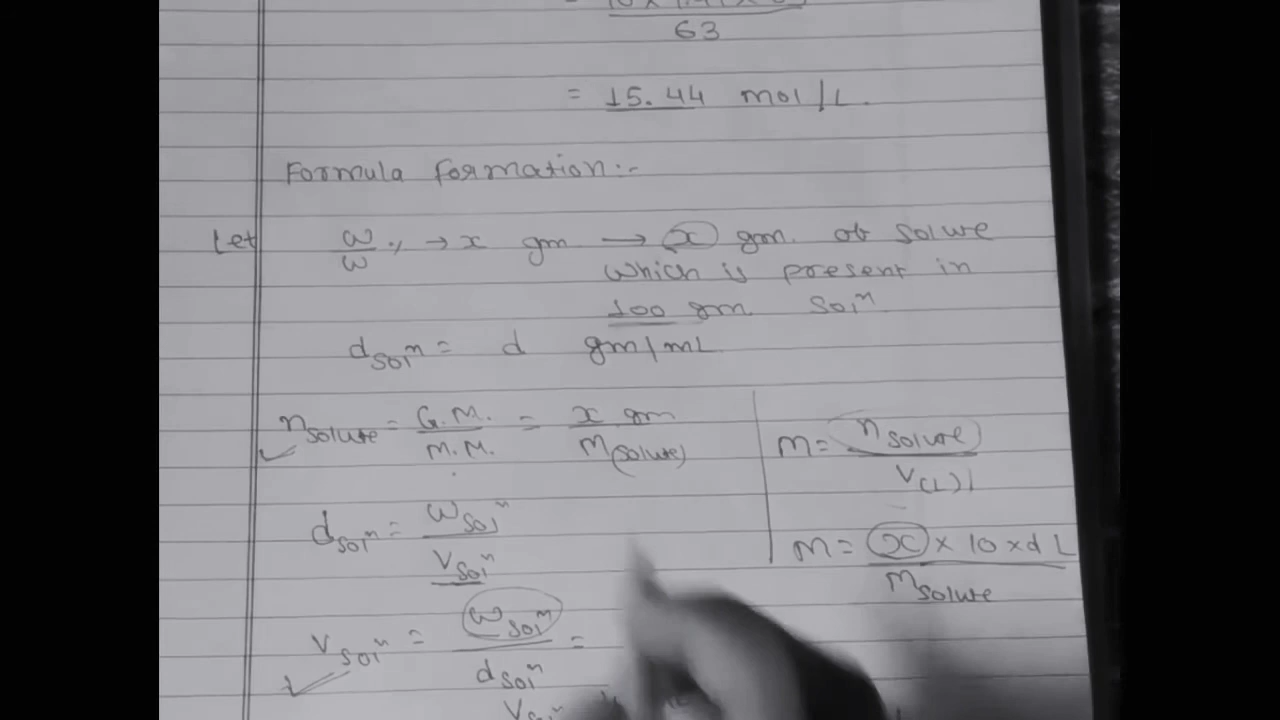 63
= 15.44 mol/L.
Formula formation:-
Let w/w % → x gm → x gm. of solute
which is present in
100 gm soln
dsoln = d gm/mL
nsolute = G.M./M.M. = x gm/M(solute)
M = nsolute/V(L)
dsoln = wsoln/Vsoln
M = x × 10 × d/Msolute
Vsoln = wsoln/dsoln =